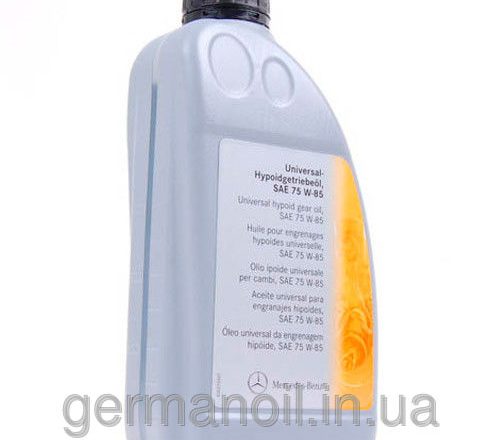 Universal-
Hypoidgetriebeöl,
SAE 75 W-85
Universal hypoid gear oil,
SAE 75 W-85
Huile pour engrenages
hypoides universelle,
SAE 75 W-85
Olio ipoide universale
per cambi, SAE 75 W-85
Aceite universal para
engranajes hipoides,
SAE 75 W-85
Óleo universal da engrenagem
hipóide, SAE 75 W-85
Mercedes-Benz
germanoil.in.ua